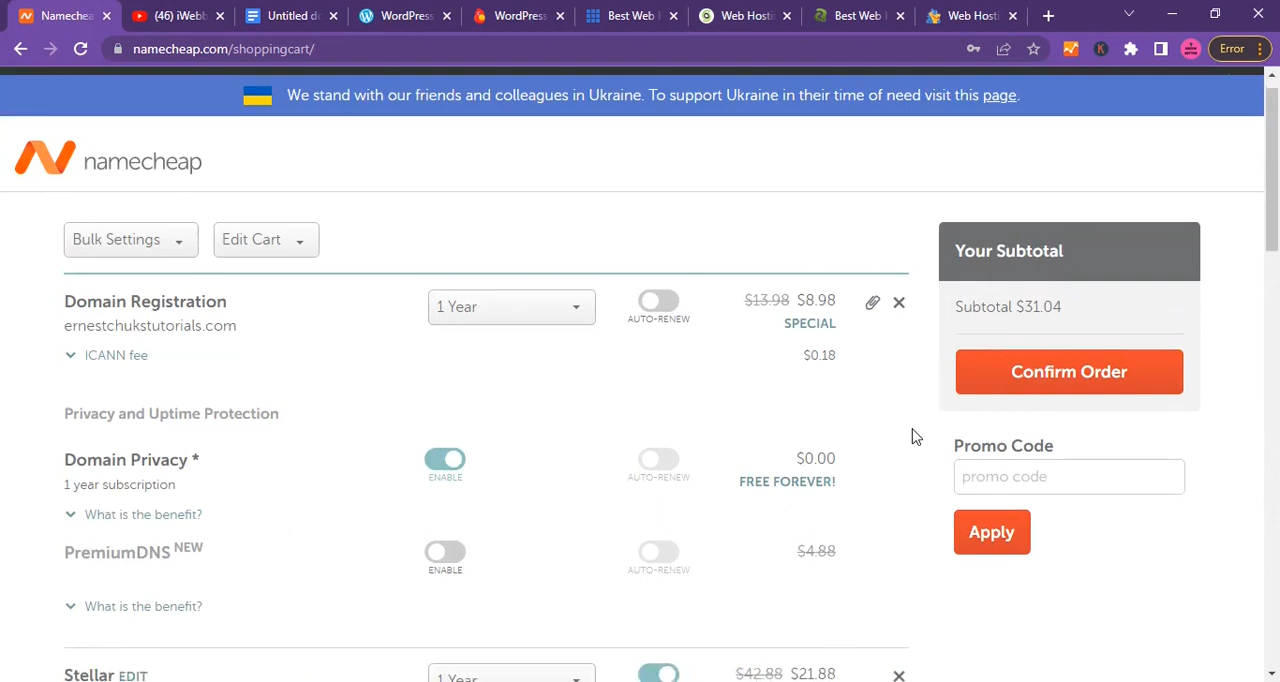 Namechea
(46) iWebb
Untitled d
WordPress
WordPress
Best Web
Web Hosti
Best Web
Web Hosti
namecheap.com/shoppingcart/
K
Error
We stand with our friends and colleagues in Ukraine. To support Ukraine in their time of need visit this page.
namecheap
Bulk Settings
Edit Cart
Your Subtotal
Domain Registration
1 Year
AUTO-RENEW
$13.98 $8.98
SPECIAL
ernestchukstutorials.com
Subtotal $31.04
ICANN fee
$0.18
Confirm Order
Privacy and Uptime Protection
Domain Privacy *
ENABLE
AUTO-RENEW
$0.00
FREE FOREVER!
1 year subscription
Promo Code
promo code
What is the benefit?
Apply
PremiumDNS NEW
ENABLE
AUTO-RENEW
$4.88
What is the benefit?
Stellar EDIT
1 Year
$42.88 $21.88